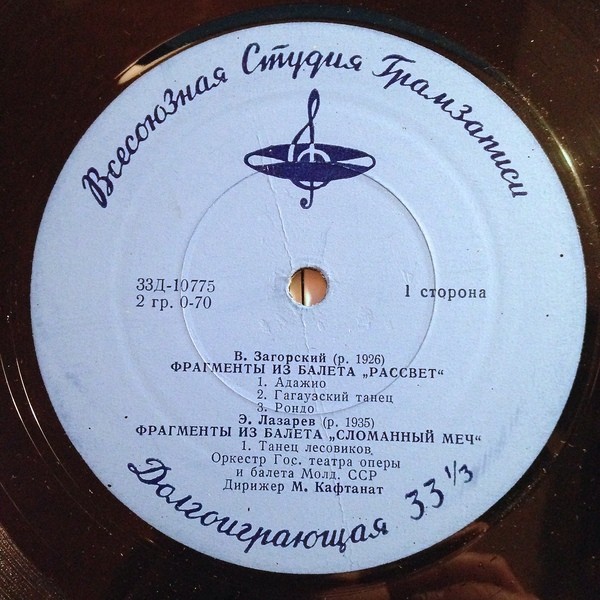 Всесоюзная Студия Грамзаписи
33Д-10775
2 гр. 0-70
1 сторона
В. Загорский (р. 1926)
ФРАГМЕНТЫ ИЗ БАЛЕТА „РАССВЕТ“
1. Адажио
2. Гагаузский танец
3. Рондо
Э. Лазарев (р. 1935)
ФРАГМЕНТЫ ИЗ БАЛЕТА „СЛОМАННЫЙ МЕЧ“
1. Танец лесовиков.
Оркестр Гос. театра оперы
и балета Молд. ССР
Дирижер М. Кафтанат
Долгоиграющая 33 1/3